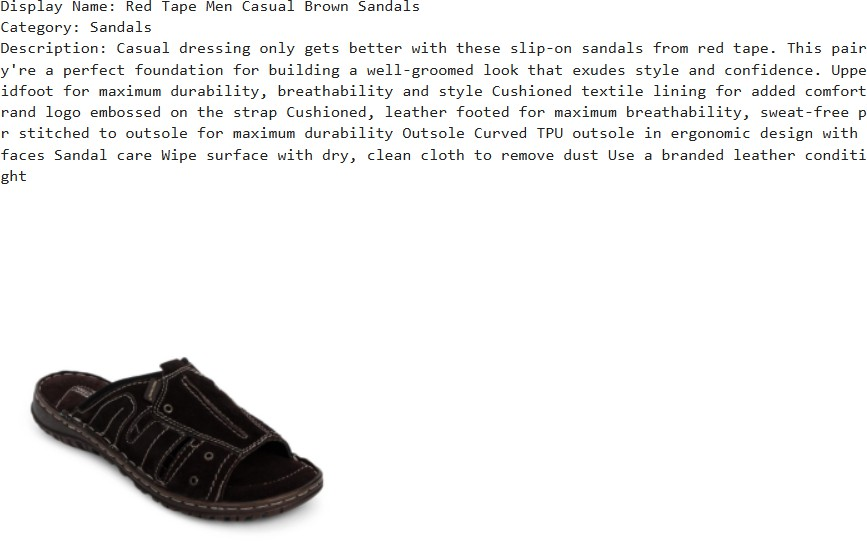 Display Name: Red Tape Men Casual Brown Sandals
Category: Sandals
Description: Casual dressing only gets better with these slip-on sandals from red tape. This pair
y're a perfect foundation for building a well-groomed look that exudes style and confidence. Uppe
idfoot for maximum durability, breathability and style Cushioned textile lining for added comfort
rand logo embossed on the strap Cushioned, leather footed for maximum breathability, sweat-free p
r stitched to outsole for maximum durability Outsole Curved TPU outsole in ergonomic design with
faces Sandal care Wipe surface with dry, clean cloth to remove dust Use a branded leather conditi
ght